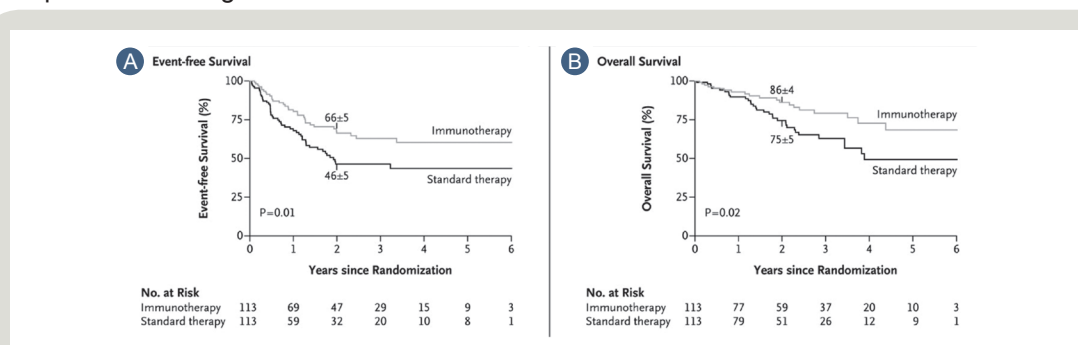 A Event-free Survival
Event-free Survival (%)
100
75
50
25
0
66±5
46±5
Immunotherapy
Standard therapy
P=0.01
0 1 2 3 4 5 6
Years since Randomization
No. at Risk
Immunotherapy 113 69 47 29 15 9 3
Standard therapy 113 59 32 20 10 8 1
B Overall Survival
Overall Survival (%)
100
75
50
25
0
86±4
75±5
Immunotherapy
Standard therapy
P=0.02
0 1 2 3 4 5 6
Years since Randomization
No. at Risk
Immunotherapy 113 77 59 37 20 10 3
Standard therapy 113 79 51 26 12 9 1